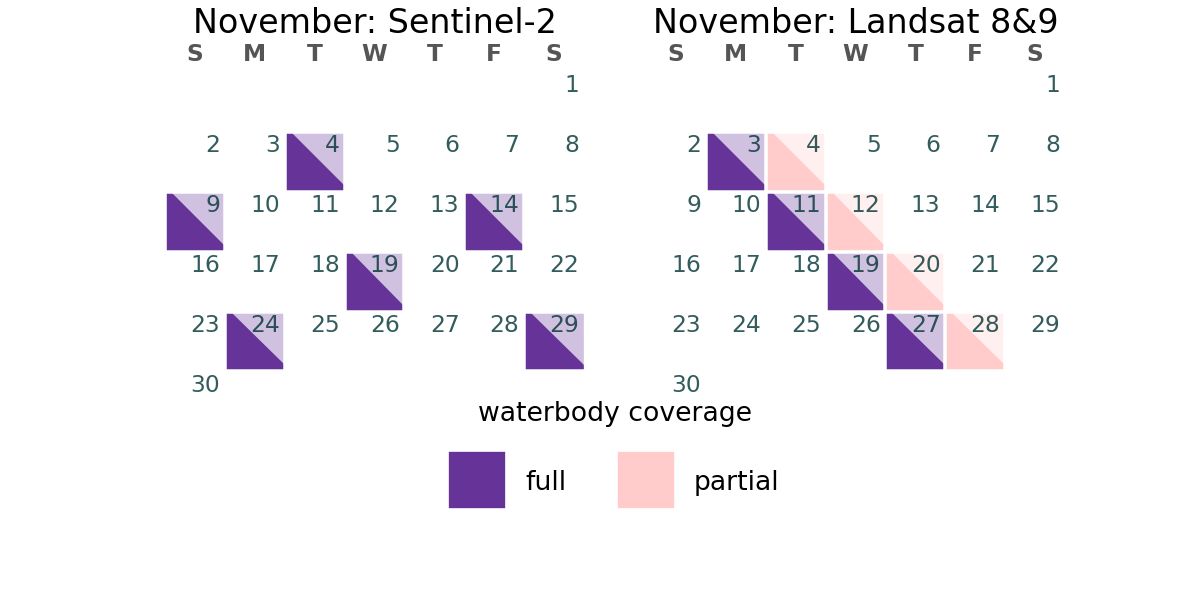 November: Sentinel-2
S M T W T F S
1
2 3 4 5 6 7 8
9 10 11 12 13 14 15
16 17 18 19 20 21 22
23 24 25 26 27 28 29
30
November: Landsat 8&9
S M T W T F S
1
2 3 4 5 6 7 8
9 10 11 12 13 14 15
16 17 18 19 20 21 22
23 24 25 26 27 28 29
30
waterbody coverage
full
partial